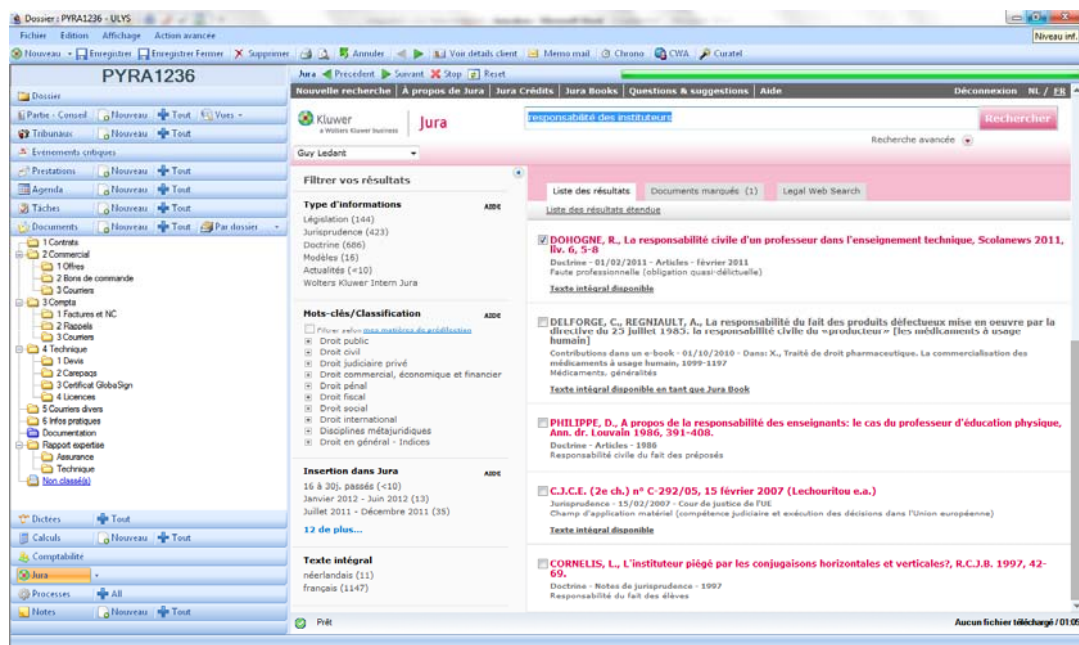 Dossier : PYRA1236 - ULYS
Fichier Edition Affichage Action avancée
Niveau inf.
Nouveau Enregistrer Enregistrer Fermer Supprimer Annuler Voir details client Memo mail Chrono CWA Curatel
PYRA1236
Jura Precedent Suivant Stop Reset
Nouvelle recherche À propos de Jura Jura Crédits Jura Books Questions & suggestions Aide Déconnexion NL / FR
Dossier
Partie - Conseil Nouveau Tout Vues
Tribunaux Nouveau Tout
Evenements critiques
Prestations Nouveau Tout
Agenda Nouveau Tout
Tâches Nouveau Tout
Documents Nouveau Tout Par dossier
1 Contrats
2 Commercial
1 Offres
2 Bons de commande
3 Courriers
3 Compta
1 Factures et NC
2 Rappels
3 Courriers
4 Technique
1 Devis
2 Carepaqs
3 Certificat GlobaSign
4 Licences
5 Courriers divers
6 Infos pratiques
Documentation
Rapport expertise
Assurance
Technique
Non classé(s)
Dictées Tout
Calculs Nouveau Tout
Comptabilite
Jura
Processes All
Notes Nouveau Tout
Kluwer
a Wolters Kluwer business
Jura
responsabilité des instituteurs
Rechercher
Recherche avancée
Guy Ledant
Filtrer vos résultats
Type d'informations AIDE
Législation (144)
Jurisprudence (423)
Doctrine (686)
Modèles (16)
Actualités (<10)
Wolters Kluwer Intern Jura
Mots-clés/Classification AIDE
Filtrer selon mes matières de prédilection
Droit public
Droit civil
Droit judiciaire privé
Droit commercial, économique et financier
Droit pénal
Droit fiscal
Droit social
Droit international
Disciplines métajuridiques
Droit en général - Indices
Insertion dans Jura AIDE
16 à 30j. passés (<10)
Janvier 2012 - Juin 2012 (13)
Juillet 2011 - Décembre 2011 (35)
12 de plus...
Texte intégral
néerlandais (11)
français (1147)
Liste des résultats Documents marqués (1) Legal Web Search
Liste des résultats étendue
DOHOGNE, R., La responsabilité civile d'un professeur dans l'enseignement technique, Scolanews 2011,
liv. 6, 5-8
Doctrine - 01/02/2011 - Articles - février 2011
Faute professionnelle (obligation quasi-délictuelle)
Texte intégral disponible
DELFORGE, C., REGNIAULT, A., La responsabilité du fait des produits défectueux mise en oeuvre par la
directive du 25 juillet 1985. la responsabilité civile du «producteur» [les médicaments à usage
humain]
Contributions dans un e-book - 01/10/2010 - Dans: X., Traité de droit pharmaceutique. La commercialisation des
médicaments à usage humain, 1099-1197
Médicaments, généralités
Texte intégral disponible en tant que Jura Book
PHILIPPE, D., A propos de la responsabilité des enseignants: le cas du professeur d'éducation physique,
Ann. dr. Louvain 1986, 391-408.
Doctrine - Articles - 1986
Responsabilité civile du fait des préposés
C.J.C.E. (2e ch.) n° C-292/05, 15 février 2007 (Lechouritou e.a.)
Jurisprudence - 15/02/2007 - Cour de justice de l'UE
Champ d'application matériel (compétence judiciaire et exécution des décisions dans l'Union européenne)
Texte intégral disponible
CORNELIS, L., L'instituteur piégé par les conjugaisons horizontales et verticales?, R.C.J.B. 1997, 42-
69.
Doctrine - Notes de jurisprudence - 1997
Responsabilité du fait des élèves
Prêt
Aucun fichier téléchargé / 01:05